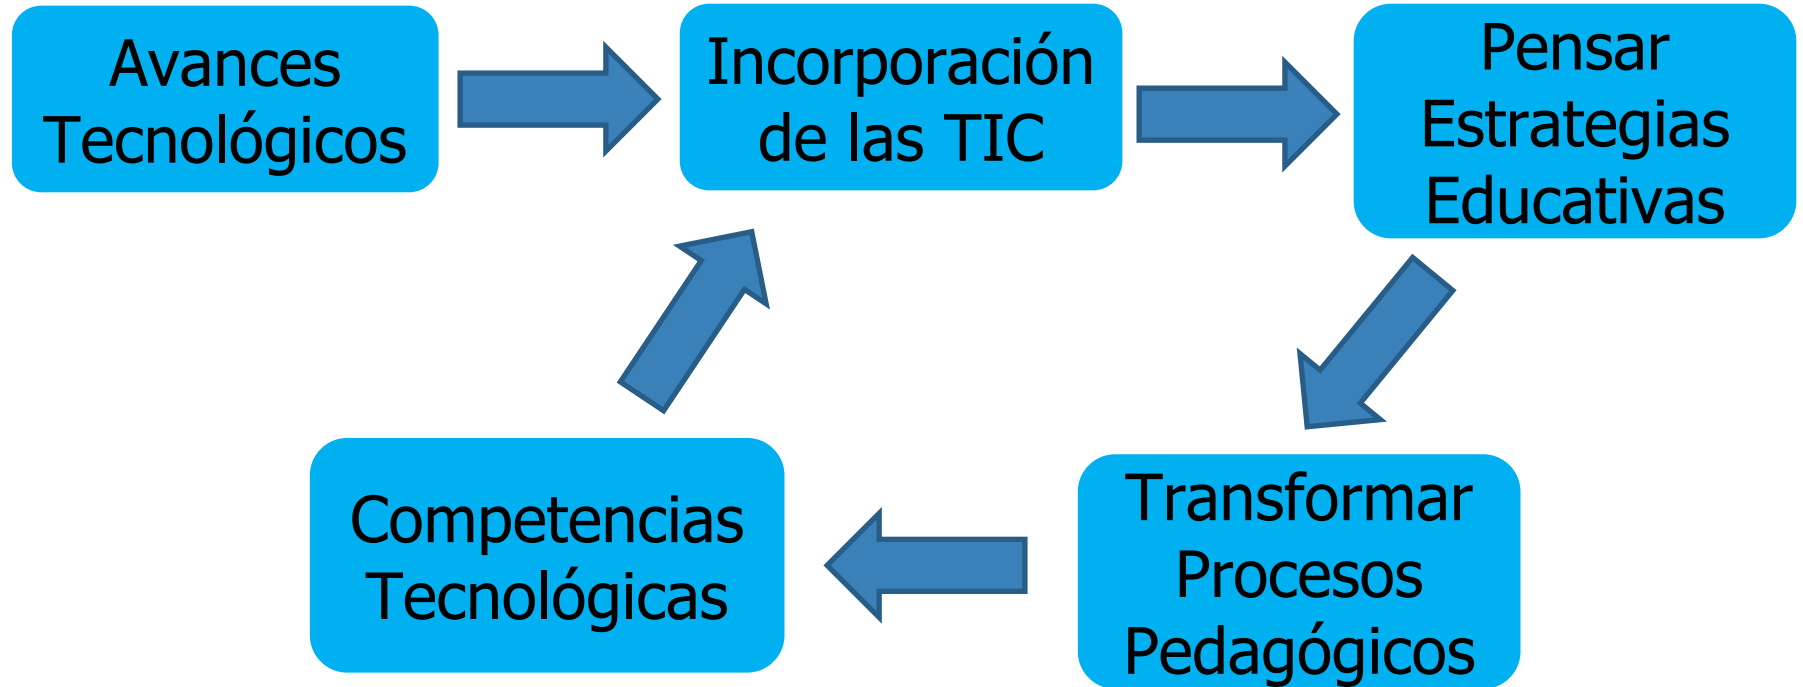 Avances
Tecnológicos
Incorporación
de las TIC
Pensar
Estrategias
Educativas
Transformar
Procesos
Pedagógicos
Competencias
Tecnológicas